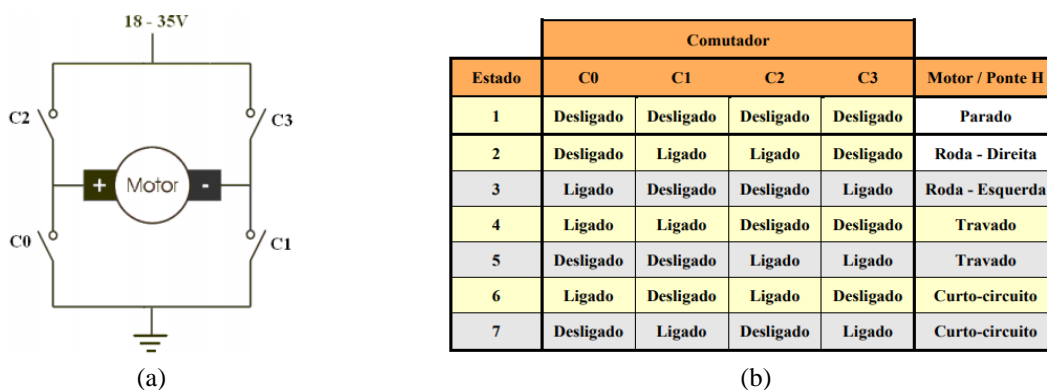 18 - 35V
C2
C3
+ Motor -
C0
C1
(a)
Comutador
Estado C0 C1 C2 C3 Motor / Ponte H
1 Desligado Desligado Desligado Desligado Parado
2 Desligado Ligado Ligado Desligado Roda - Direita
3 Ligado Desligado Desligado Ligado Roda - Esquerda
4 Ligado Ligado Desligado Desligado Travado
5 Desligado Desligado Ligado Ligado Travado
6 Ligado Desligado Ligado Desligado Curto-circuito
7 Desligado Ligado Desligado Ligado Curto-circuito
(b)